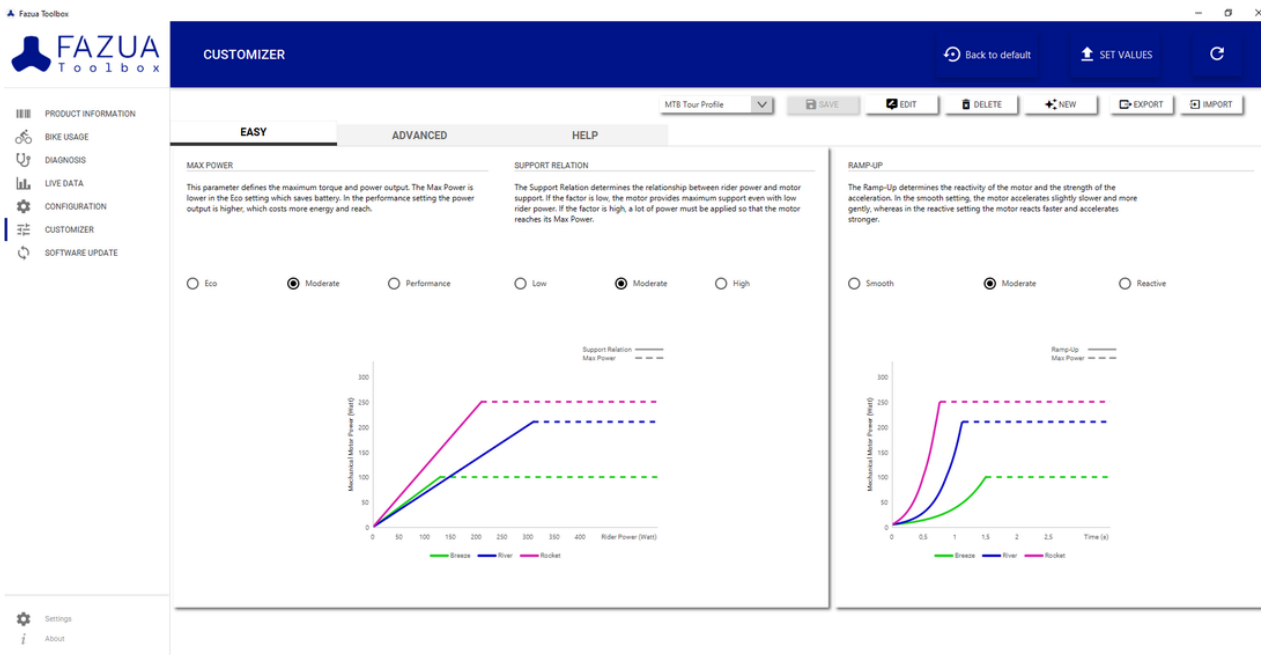 Fazua Toolbox
FAZUA
Toolbox
CUSTOMIZER
Back to default
SET VALUES
PRODUCT INFORMATION
BIKE USAGE
DIAGNOSIS
LIVE DATA
CONFIGURATION
CUSTOMIZER
SOFTWARE UPDATE
Settings
i
About
MTB Tour Profile
SAVE
EDIT
DELETE
NEW
EXPORT
IMPORT
EASY
ADVANCED
HELP
MAX POWER
This parameter defines the maximum torque and power output. The Max Power is
lower in the Eco setting which saves battery. In the performance setting the power
output is higher, which costs more energy and reach.
Eco
Moderate
Performance
SUPPORT RELATION
The Support Relation determines the relationship between rider power and motor
support. If the factor is low, the motor provides maximum support even with low
rider power. If the factor is high, a lot of power must be applied so that the motor
reaches its Max Power.
Low
Moderate
High
Support Relation
Max Power
Mechanical Motor Power (Watt)
300
250
200
150
100
50
0
0 50 100 150 200 250 300 350 400 Rider Power (Watt)
Breeze River Rocket
RAMP-UP
The Ramp-Up determines the reactivity of the motor and the strength of the
acceleration. In the smooth setting, the motor accelerates slightly slower and more
gently, whereas in the reactive setting the motor reacts faster and accelerates
stronger.
Smooth
Moderate
Reactive
Ramp-Up
Max Power
Mechanical Motor Power (Watt)
300
250
200
150
100
50
0
0 0.5 1 1.5 2 2.5 Time (s)
Breeze River Rocket